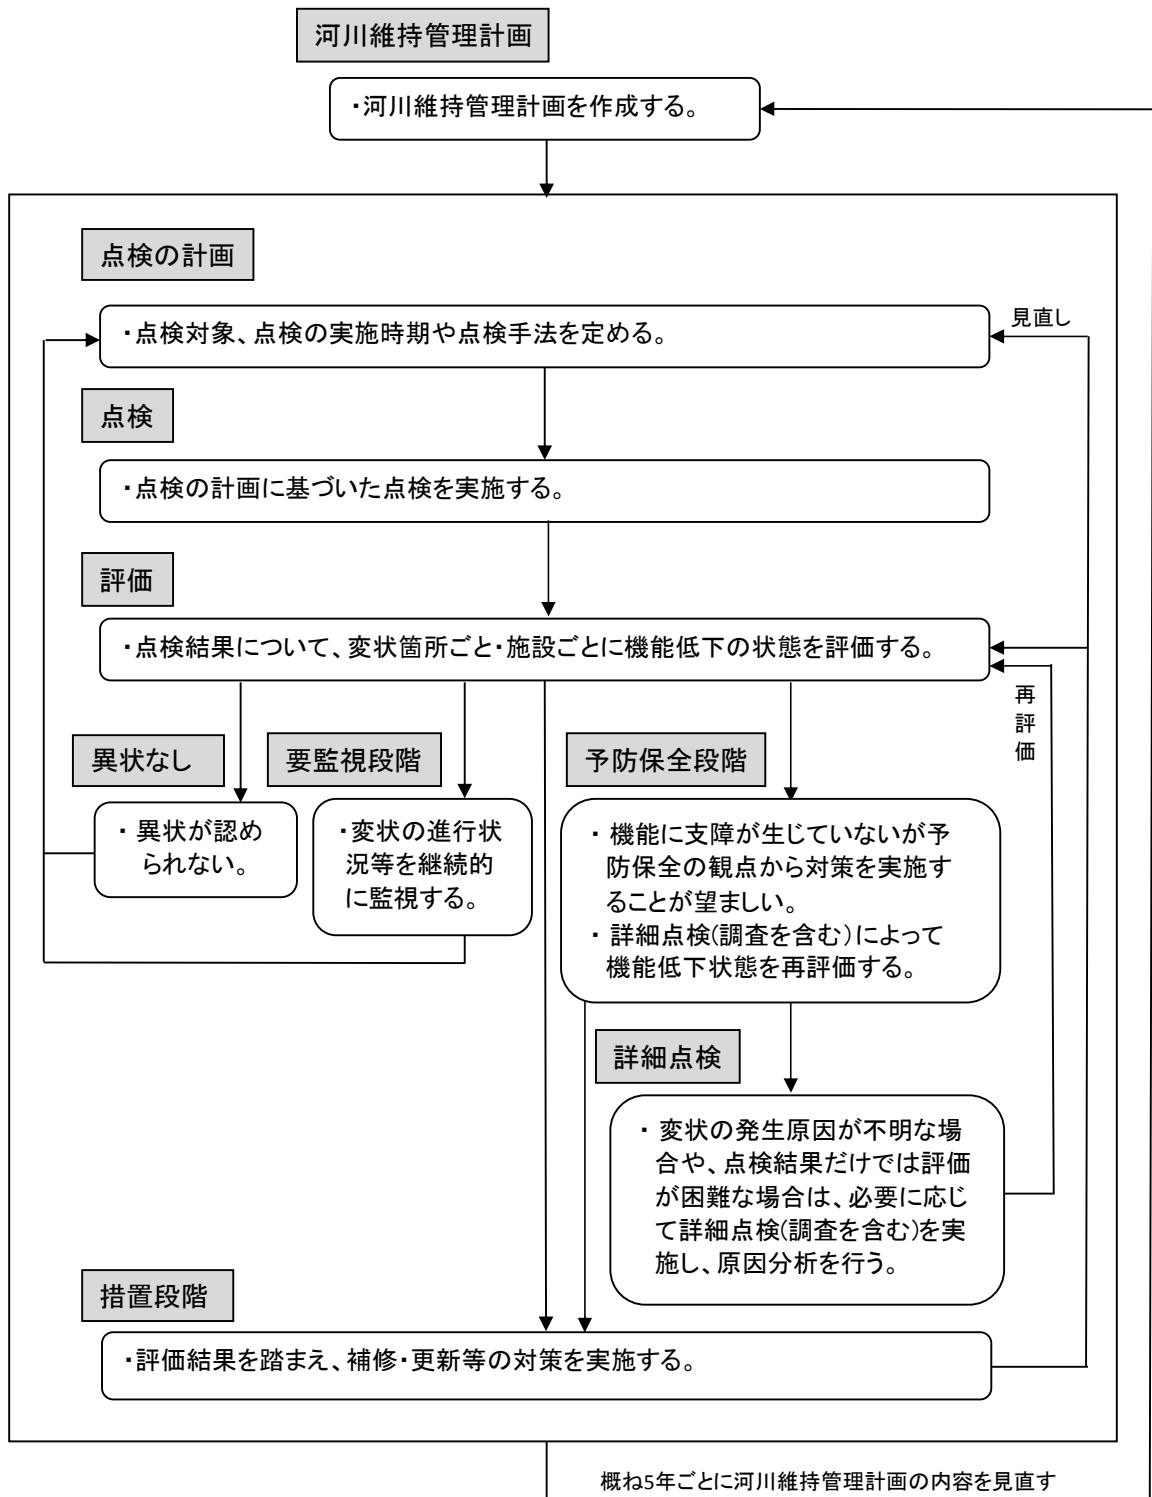 河川維持管理計画
・河川維持管理計画を作成する。
点検の計画
・点検対象、点検の実施時期や点検手法を定める。
見直し
点検
・点検の計画に基づいた点検を実施する。
評価
・点検結果について、変状箇所ごと・施設ごとに機能低下の状態を評価する。
再
評
価
異状なし
要監視段階
予防保全段階
・ 異状が認め
られない。
・変状の進行状
況等を継続的
に監視する。
・ 機能に支障が生じていないが予
防保全の観点から対策を実施す
ることが望ましい。
・ 詳細点検(調査を含む)によって
機能低下状態を再評価する。
詳細点検
・ 変状の発生原因が不明な場
合や、点検結果だけでは評価
が困難な場合は、必要に応じ
て詳細点検(調査を含む)を実
施し、原因分析を行う。
措置段階
・評価結果を踏まえ、補修・更新等の対策を実施する。
概ね5年ごとに河川維持管理計画の内容を見直す